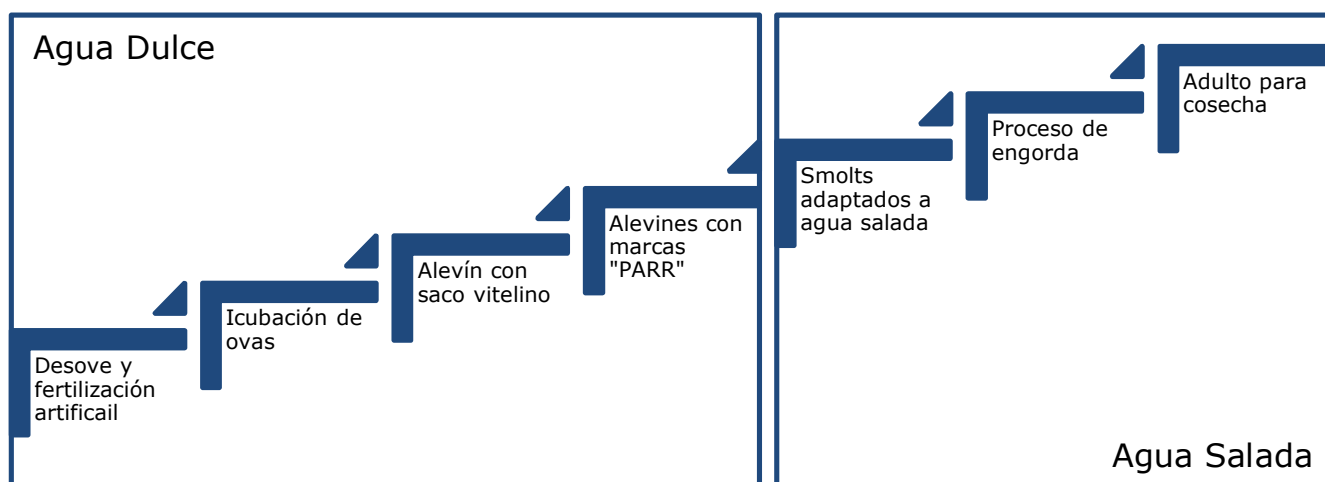 Agua Dulce
Desove y
fertilización
artificail
Icubación de
ovas
Alevín con
saco vitelino
Alevines con
marcas
"PARR"
Smolts
adaptados a
agua salada
Proceso de
engorda
Adulto para
cosecha
Agua Salada